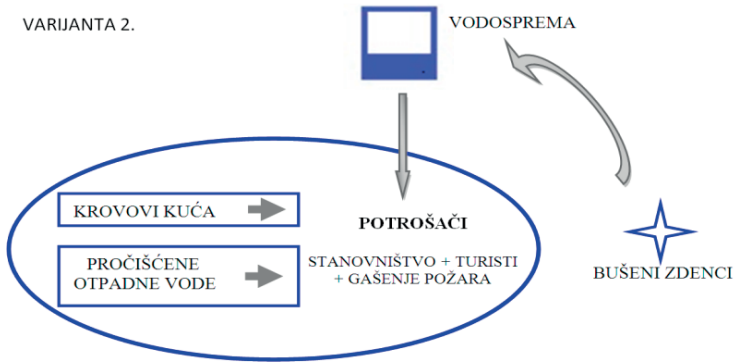 VARIJANTA 2.
VODOSPREMA
KROVOVI KUĆA
PROČIŠĆENE
OTPADNE VODE
POTROŠAČI
STANOVNIŠTVO + TURISTI
+ GAŠENJE POŽARA
BUŠENI ZDENCI